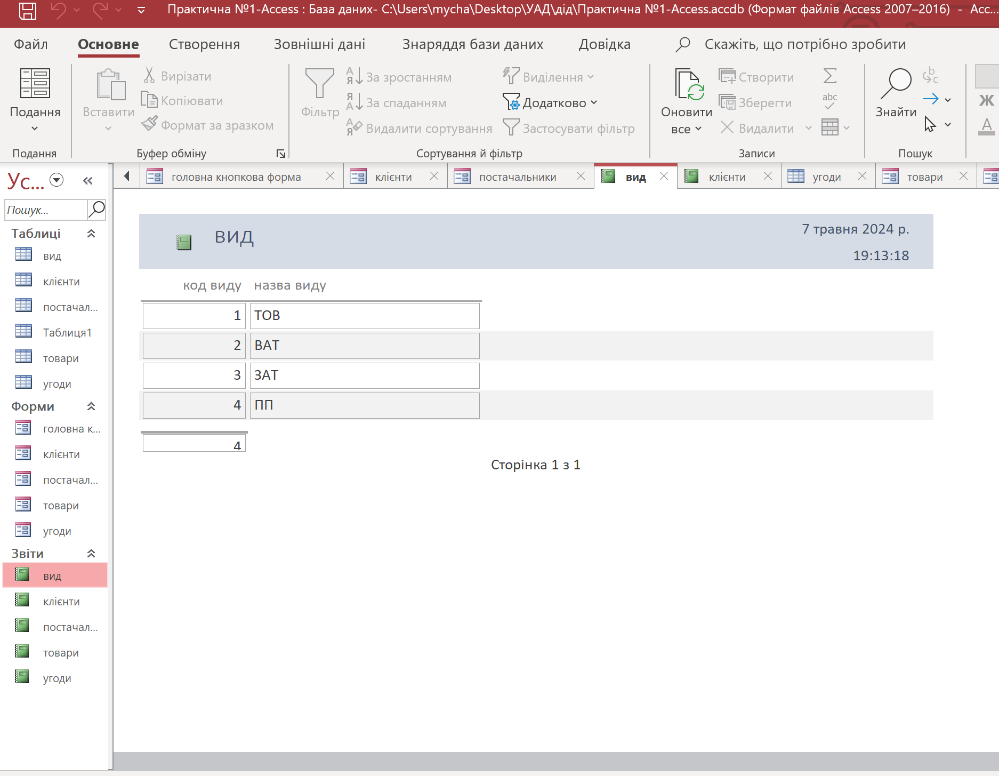 Практична №1-Access : База даних- C:\Users\mycha\Desktop\УАД\дід\Практична №1-Access.accdb (Формат файлів Access 2007–2016) - Acc...
Файл Основне Створення Зовнішні дані Знаряддя бази даних Довідка Скажіть, що потрібно зробити
Подання
Вставити
Вирізати
Копіювати
Формат за зразком
Фільтр
За зростанням
За спаданням
Видалити сортування
Виділення
Додатково
Застосувати фільтр
Оновити
все
Створити
Зберегти
Видалити
abc
Знайти
Ж
А
Подання Буфер обміну Сортування й фільтр Записи Пошук
головна кнопкова форма клієнти постачальники вид клієнти угоди товари
Ус...
Пошук...
Таблиці
вид
клієнти
постачал...
Таблиця1
товари
угоди
Форми
головна к...
клієнти
постачал...
товари
угоди
Звіти
вид
клієнти
постачал...
товари
угоди
вид
7 травня 2024 р.
19:13:18
код виду назва виду
1 ТОВ
2 ВАТ
3 ЗАТ
4 ПП
4
Сторінка 1 з 1